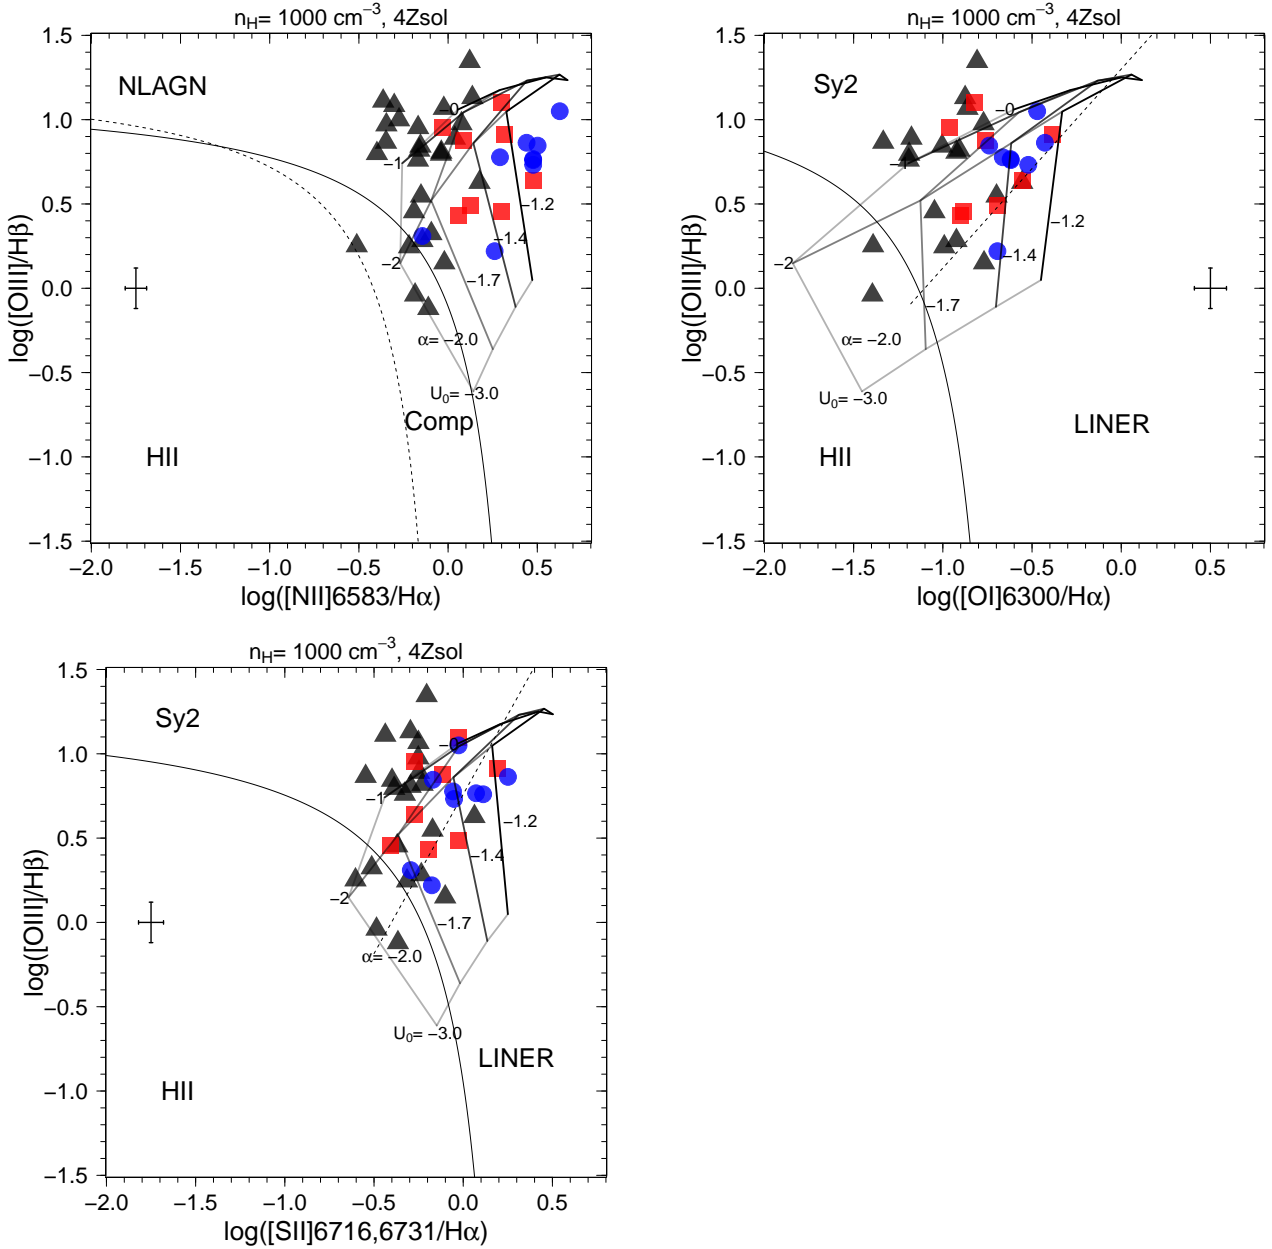 n_H= 1000 cm⁻³, 4Zsol
1.5
1.0
0.5
0.0
−0.5
−1.0
−1.5
log([OIII]/Hβ)
NLAGN
−0
−1
−2
−1.2
−1.4
−1.7
α= −2.0
U₀= −3.0
Comp
HII
−2.0 −1.5 −1.0 −0.5 0.0 0.5
log([NII]6583/Hα)
n_H= 1000 cm⁻³, 4Zsol
1.5
1.0
0.5
0.0
−0.5
−1.0
−1.5
log([OIII]/Hβ)
Sy2
−0
−1
−2
−1.2
−1.4
−1.7
α= −2.0
U₀= −3.0
LINER
HII
−2.0 −1.5 −1.0 −0.5 0.0 0.5
log([OI]6300/Hα)
n_H= 1000 cm⁻³, 4Zsol
1.5
1.0
0.5
0.0
−0.5
−1.0
−1.5
log([OIII]/Hβ)
Sy2
−0
−1
−2
−1.2
−1.4
−1.7
α= −2.0
U₀= −3.0
LINER
HII
−2.0 −1.5 −1.0 −0.5 0.0 0.5
log([SII]6716,6731/Hα)